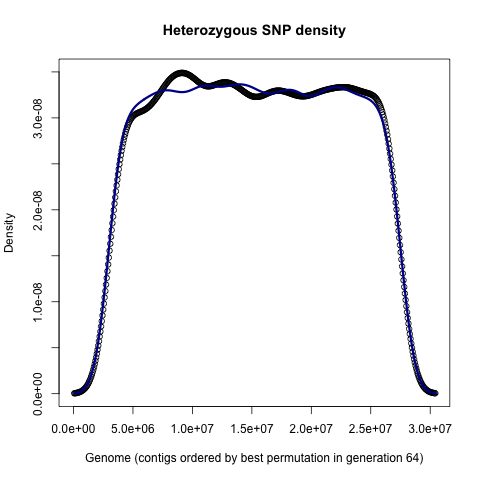 Heterozygous SNP density
Density
3.0e-08
2.0e-08
1.0e-08
0.0e+00
0.0e+00 5.0e+06 1.0e+07 1.5e+07 2.0e+07 2.5e+07 3.0e+07
Genome (contigs ordered by best permutation in generation 64)